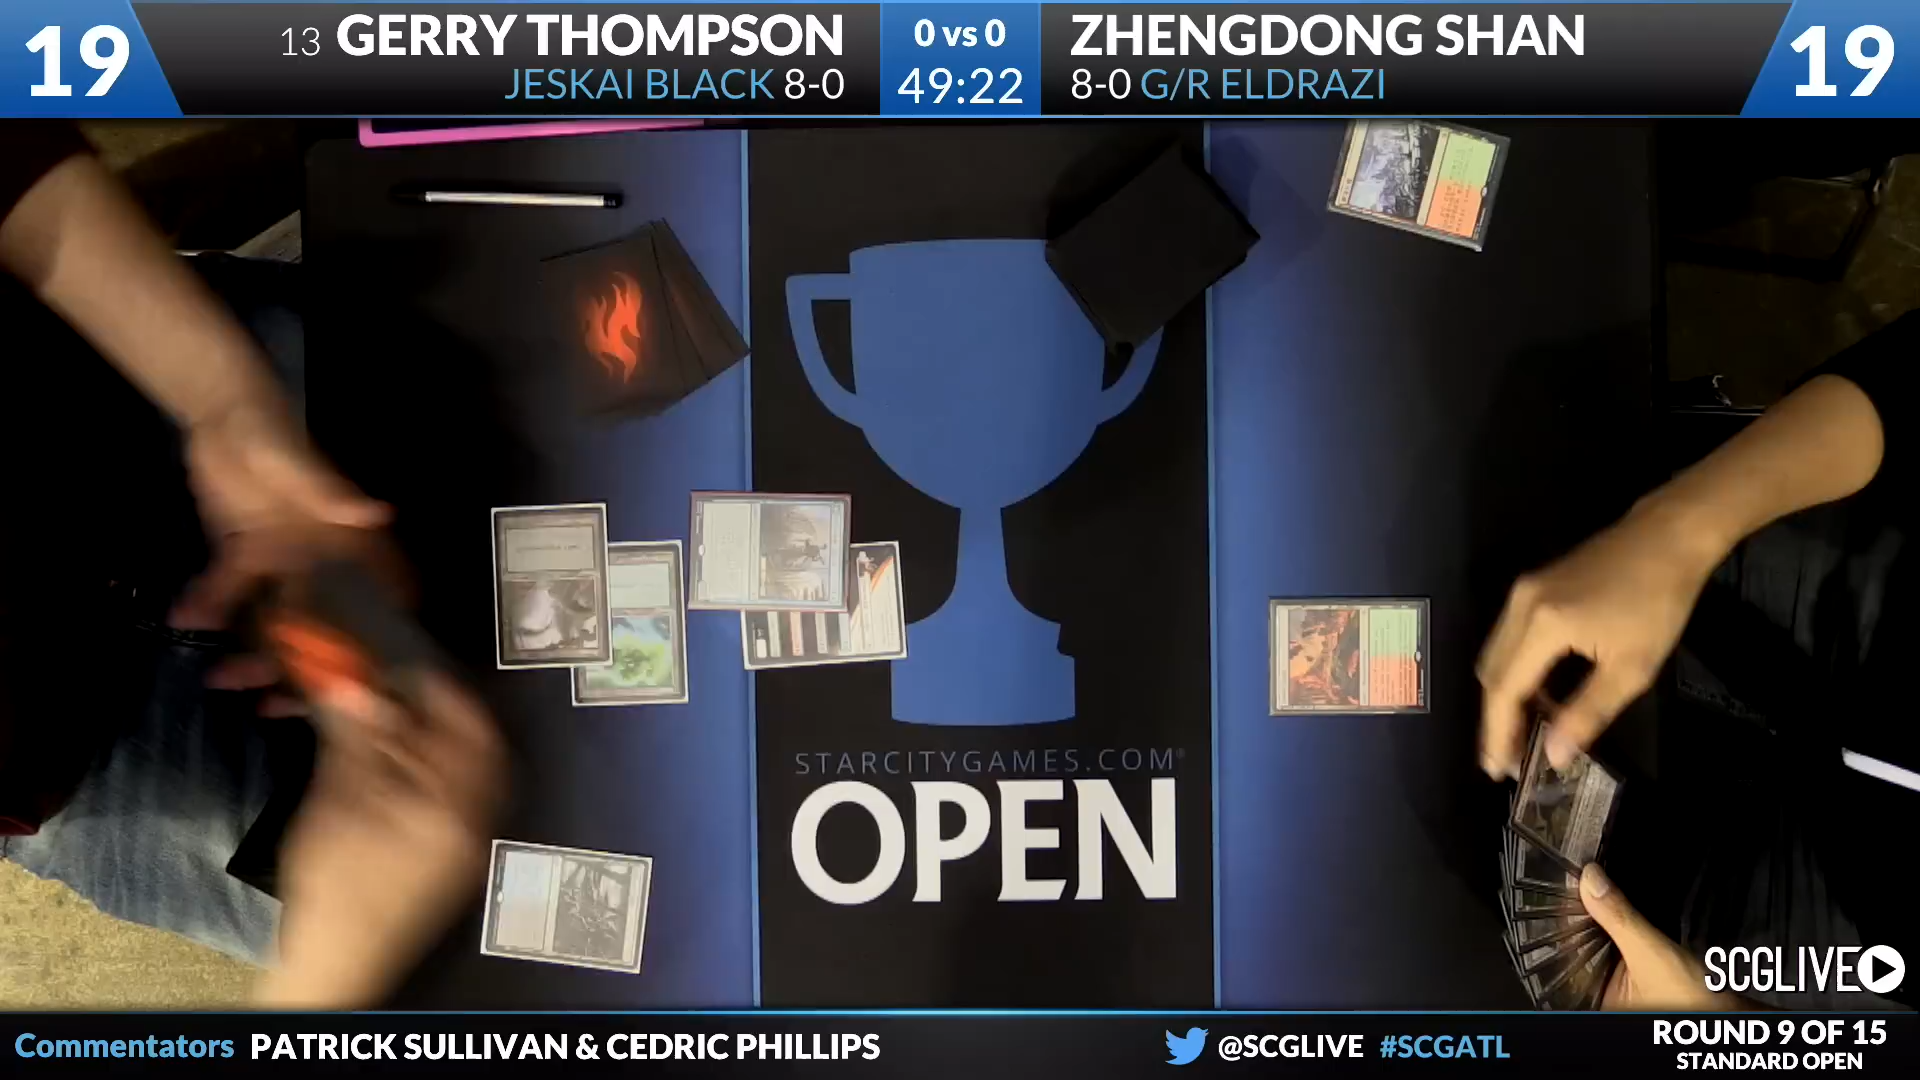 19
13 GERRY THOMPSON
JESKAI BLACK 8-0
0 vs 0
49:22
ZHENGDONG SHAN
8-0 G/R ELDRAZI
19
STARCITYGAMES.COM®
OPEN
SCGLIVE
Commentators PATRICK SULLIVAN & CEDRIC PHILLIPS
@SCGLIVE #SCGATL
ROUND 9 OF 15
STANDARD OPEN